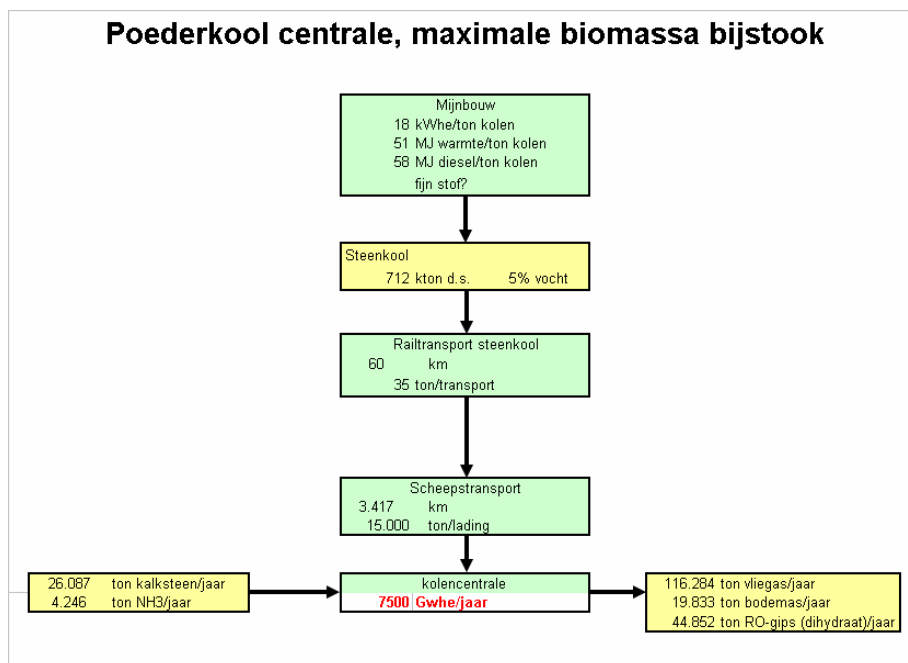 Poederkool centrale, maximale biomassa bijstook
Mijnbouw
18 kWhe/ton kolen
51 MJ warmte/ton kolen
58 MJ diesel/ton kolen
fijn stof?
Steenkool
712 kton d.s. 5% vocht
Railtransport steenkool
60 km
35 ton/transport
Scheepstransport
3.417 km
15.000 ton/lading
26.087 ton kalksteen/jaar
4.246 ton NH3/jaar
kolencentrale
7500 Gwhe/jaar
116.284 ton vliegas/jaar
19.833 ton bodemas/jaar
44.852 ton RO-gips (dihydraat)/jaar